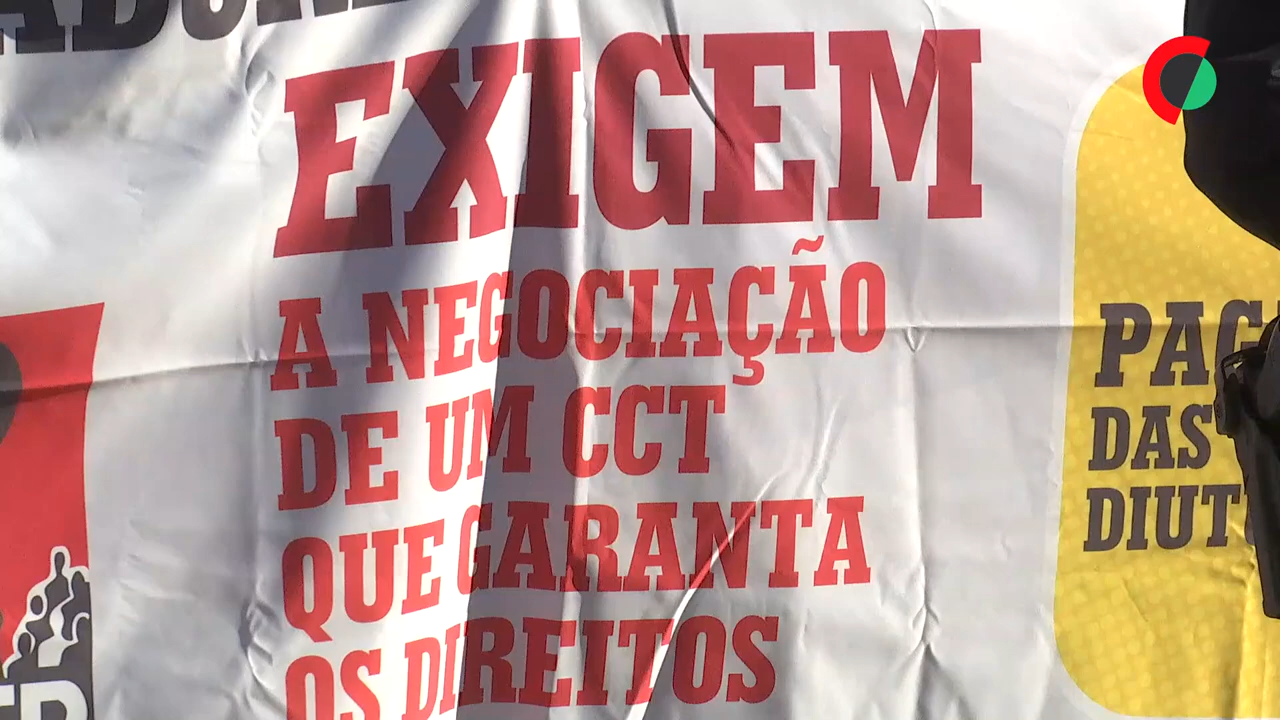 EXIGEM
A NEGOCIAÇÃO
DE UM CCT
QUE GARANTA
OS DIREITOS
DAS